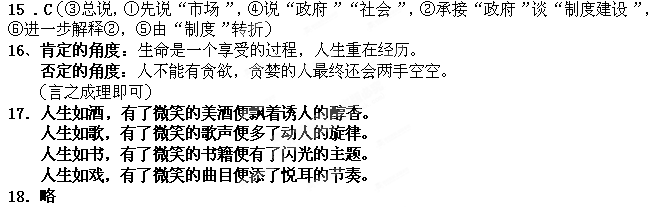 15 .C(③总说，①先说“市场”，④说“政府”“社会”，②承接“政府”谈“制度建设”，
⑥进一步解释②，⑤由“制度”转折)
16、肯定的角度：生命是一个享受的过程，人生重在经历。
否定的角度：人不能有贪欲，贪婪的人最终还会两手空空。
（言之成理即可）
17．人生如酒，有了微笑的美酒便飘着诱人的醇香。
人生如歌，有了微笑的歌声便多了动人的旋律。
人生如书，有了微笑的书籍便有了闪光的主题。
人生如戏，有了微笑的曲目便添了悦耳的节奏。
18．略